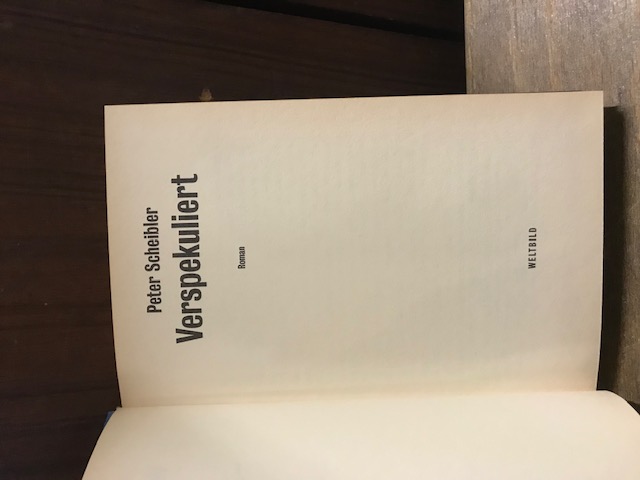 Peter Scheibler
Verspekuliert
Roman
WELTBILD